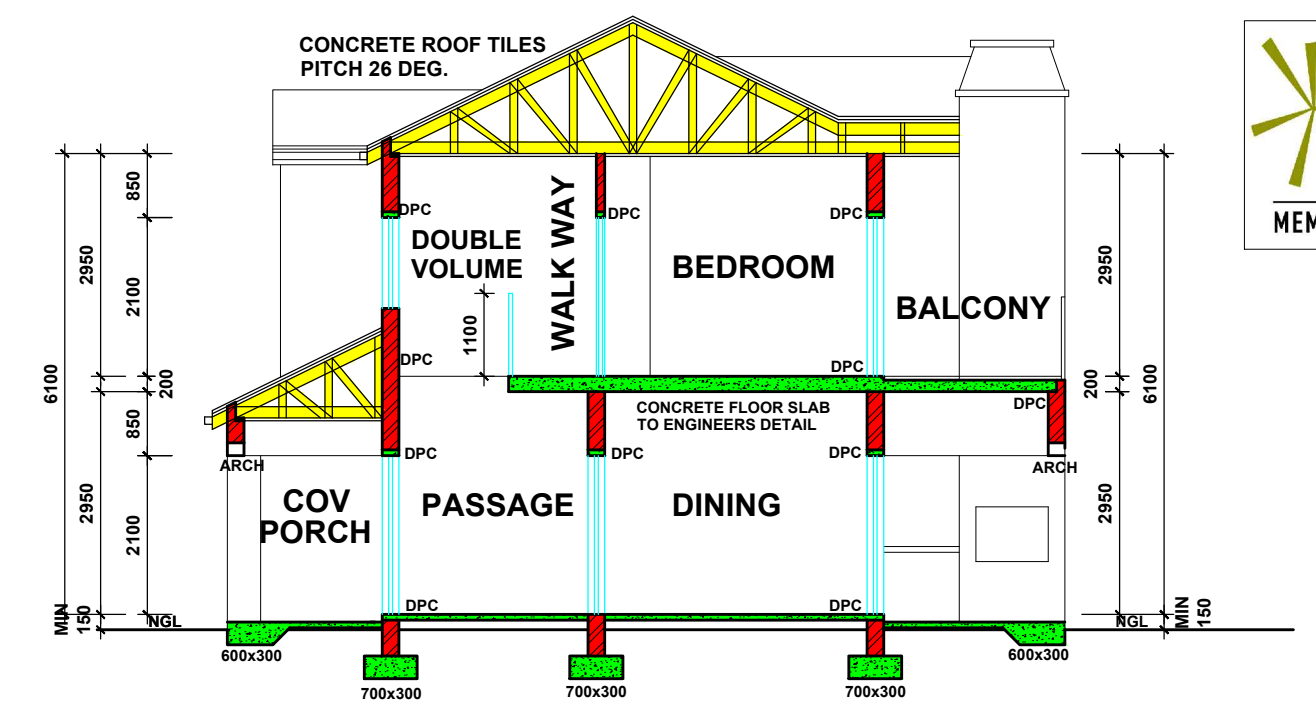 CONCRETE ROOF TILES
PITCH 26 DEG.
MEM
850
2950
2100
6100
200
850
2950
2100
MIN
150
NGL
DPC
DPC
DPC
DOUBLE
VOLUME
WALK WAY
BEDROOM
BALCONY
1100
DPC
DPC
CONCRETE FLOOR SLAB
TO ENGINEERS DETAIL
DPC
ARCH
DPC
DPC
DPC
ARCH
COV
PORCH
PASSAGE
DINING
DPC
DPC
2950
200
6100
2950
NGL
MIN
150
600x300
700x300
700x300
700x300
600x300